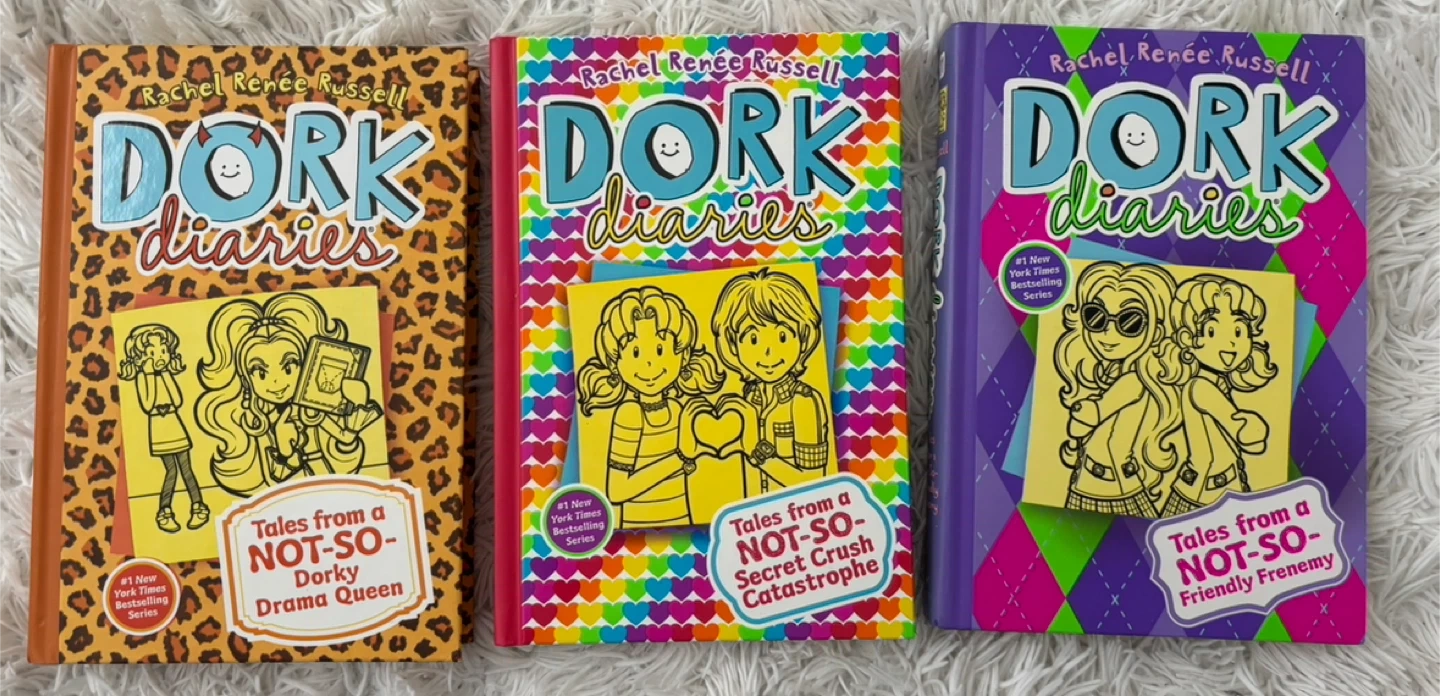 Rachel Renée Russell
DORK
diaries
Tales from a
NOT-SO-
Dorky
Drama Queen
#1 New
York Times
Bestselling
Series
Rachel Renée Russell
DORK
diaries
#1 New
York Times
Bestselling
Series
Tales from a
NOT-SO-
Secret Crush
Catastrophe
Rachel Renée Russell
DORK
diaries
#1 New
York Times
Bestselling
Series
Tales from a
NOT-SO-
Friendly Frenemy